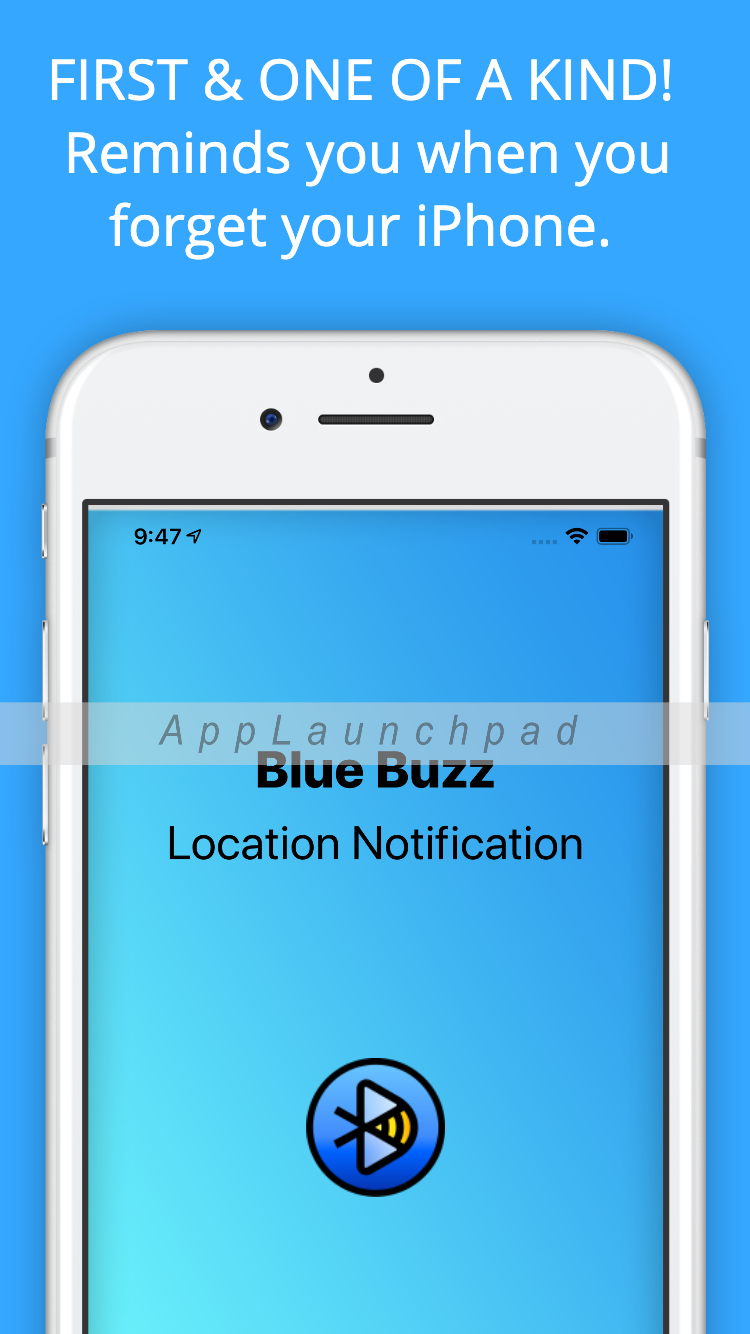 FIRST & ONE OF A KIND!
Reminds you when you
forget your iPhone.
9:47
AppLaunchpad
Blue Buzz
Location Notification